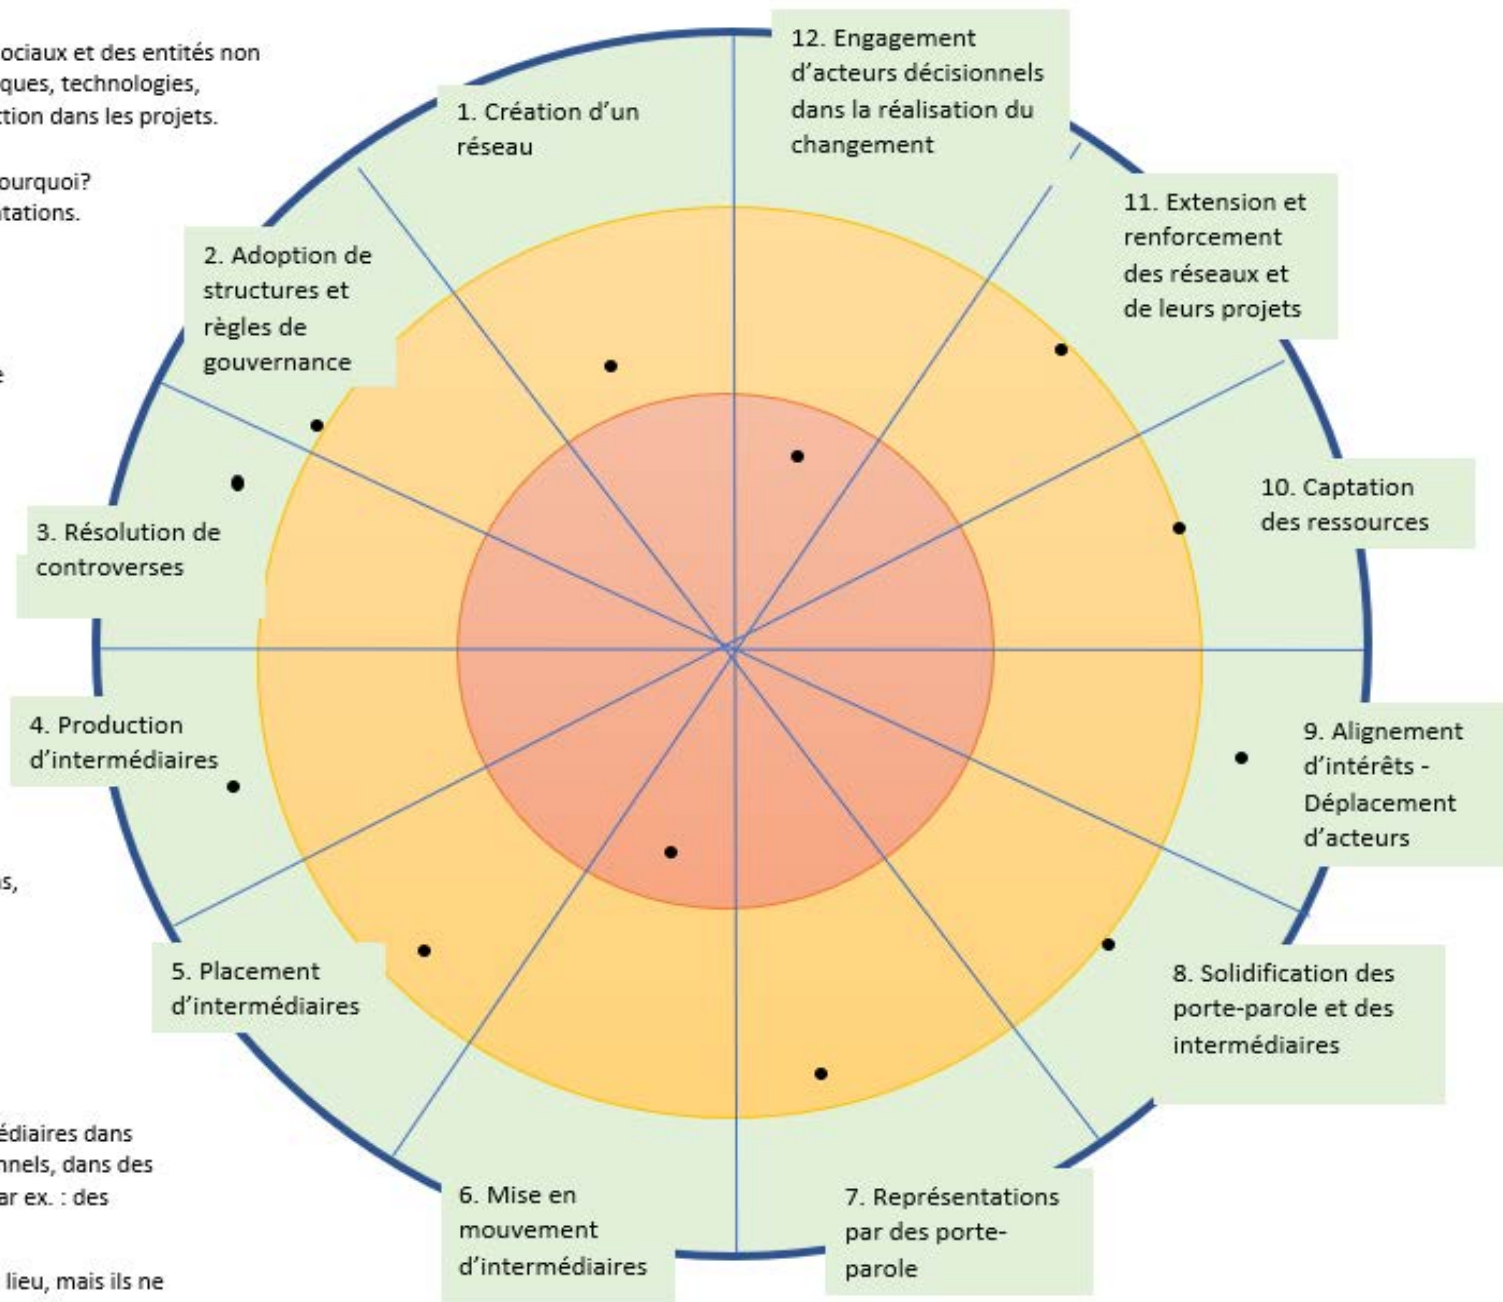 ociaux et des entités non
ques, technologies,
ction dans les projets.
ourquoi?
tations.
e
s,
édiaires dans
nnels, dans des
ar ex. : des
lieu, mais ils ne
1. Création d’un
réseau
2. Adoption de
structures et
règles de
gouvernance
3. Résolution de
controverses
4. Production
d’intermédiaires
5. Placement
d’intermédiaires
6. Mise en
mouvement
d’intermédiaires
7. Représentations
par des porte-
parole
8. Solidification des
porte-parole et des
intermédiaires
9. Alignement
d’intérêts -
Déplacement
d’acteurs
10. Captation
des ressources
11. Extension et
renforcement
des réseaux et
de leurs projets
12. Engagement
d’acteurs décisionnels
dans la réalisation du
changement